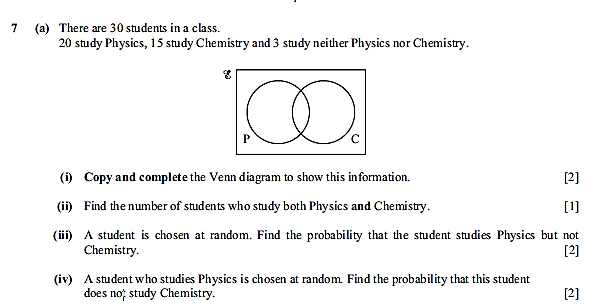 7 (a) There are 30 students in a class.
20 study Physics, 15 study Chemistry and 3 study neither Physics nor Chemistry.
ℰ
P C
(i) Copy and complete the Venn diagram to show this information. [2]
(ii) Find the number of students who study both Physics and Chemistry. [1]
(iii) A student is chosen at random. Find the probability that the student studies Physics but not
Chemistry. [2]
(iv) A student who studies Physics is chosen at random. Find the probability that this student
does not study Chemistry. [2]